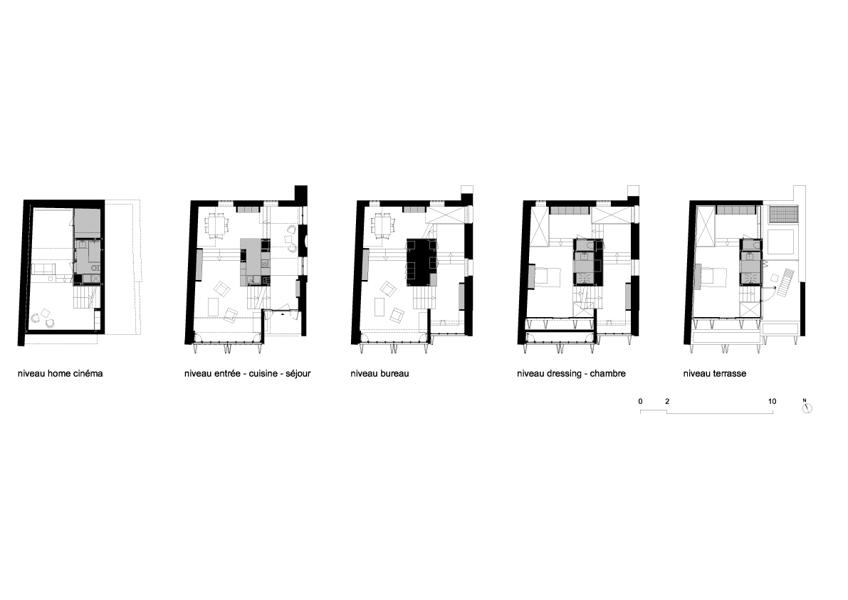 niveau home cinéma
niveau entrée - cuisine - séjour
niveau bureau
niveau dressing - chambre
niveau terrasse
0 2 10
N